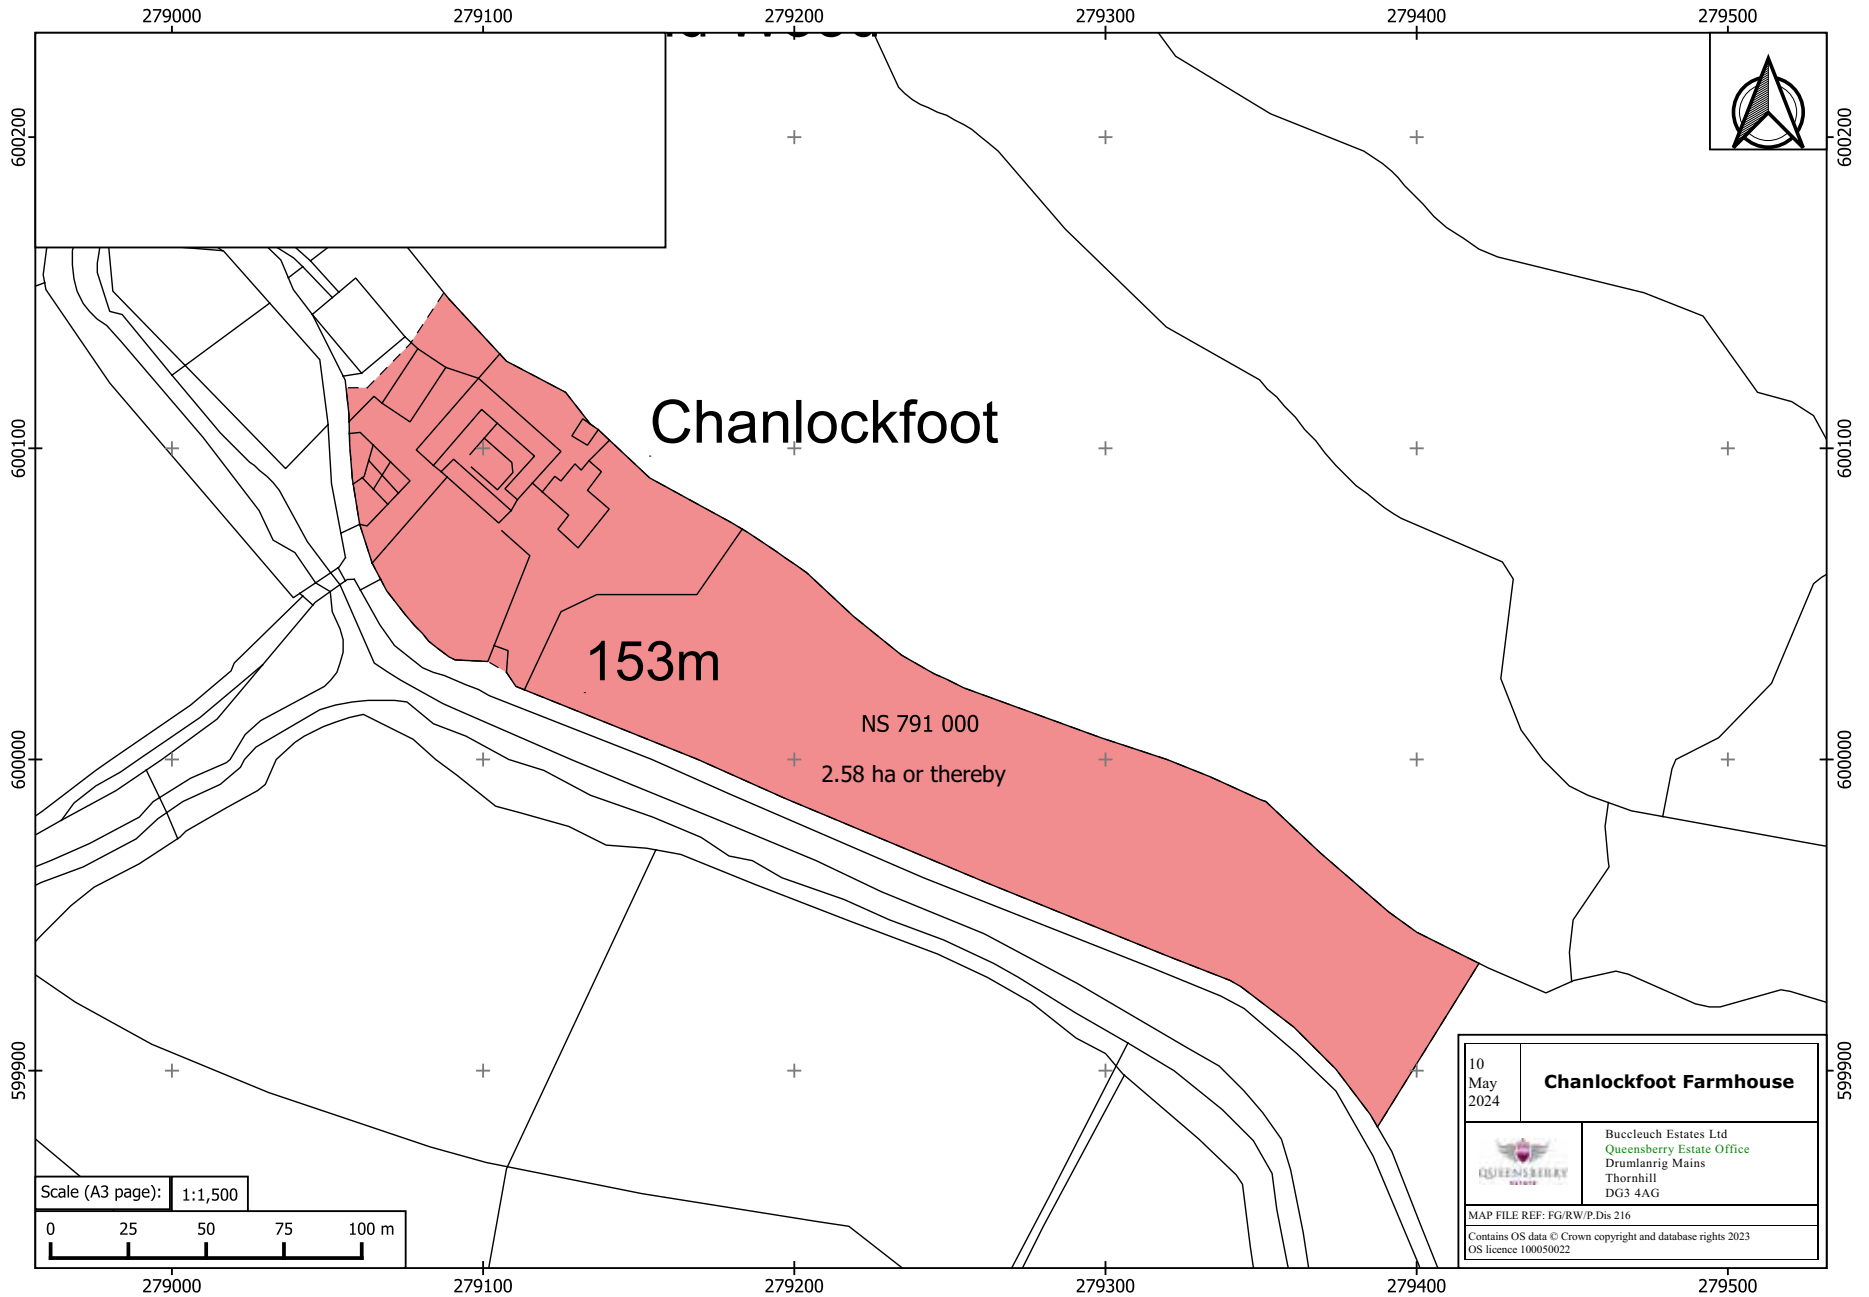 279000 279100 279200 279300 279400 279500
600200 600200
Chanlockfoot
600100 600100
153m
NS 791 000
2.58 ha or thereby
600000 600000
599900 599900
10
May
2024
Chanlockfoot Farmhouse
QUEENSBERRY
ESTATE
Buccleuch Estates Ltd
Queensberry Estate Office
Drumlanrig Mains
Thornhill
DG3 4AG
MAP FILE REF: FG/RW/P.Dis 216
Contains OS data © Crown copyright and database rights 2023
OS licence 100050022
Scale (A3 page): 1:1,500
0 25 50 75 100 m
279000 279100 279200 279300 279400 279500